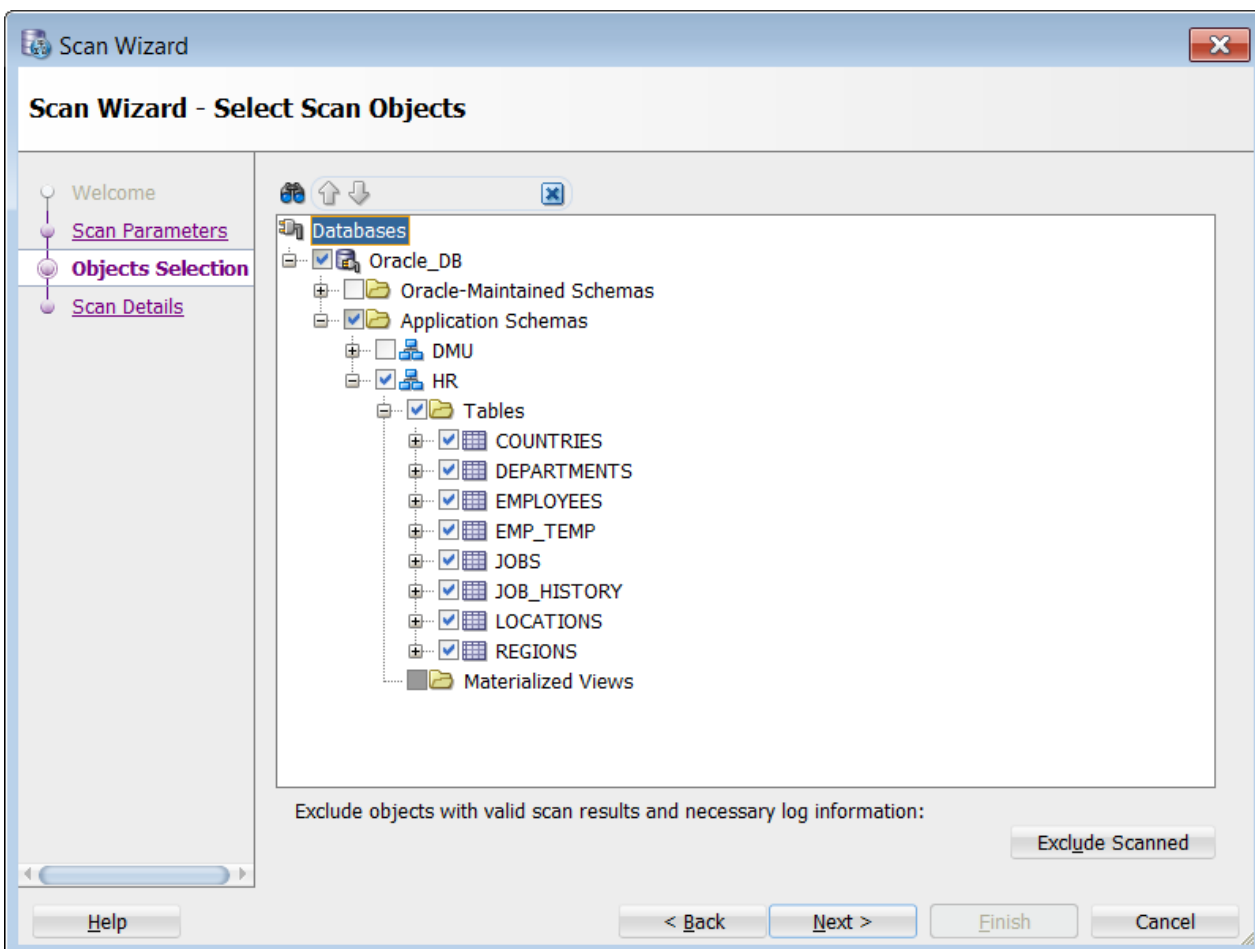 Scan Wizard
Scan Wizard - Select Scan Objects
Welcome
Scan Parameters
Objects Selection
Scan Details
Databases
Oracle_DB
Oracle-Maintained Schemas
Application Schemas
DMU
HR
Tables
COUNTRIES
DEPARTMENTS
EMPLOYEES
EMP_TEMP
JOBS
JOB_HISTORY
LOCATIONS
REGIONS
Materialized Views
Exclude objects with valid scan results and necessary log information:
Exclude Scanned
Help < Back Next > Finish Cancel